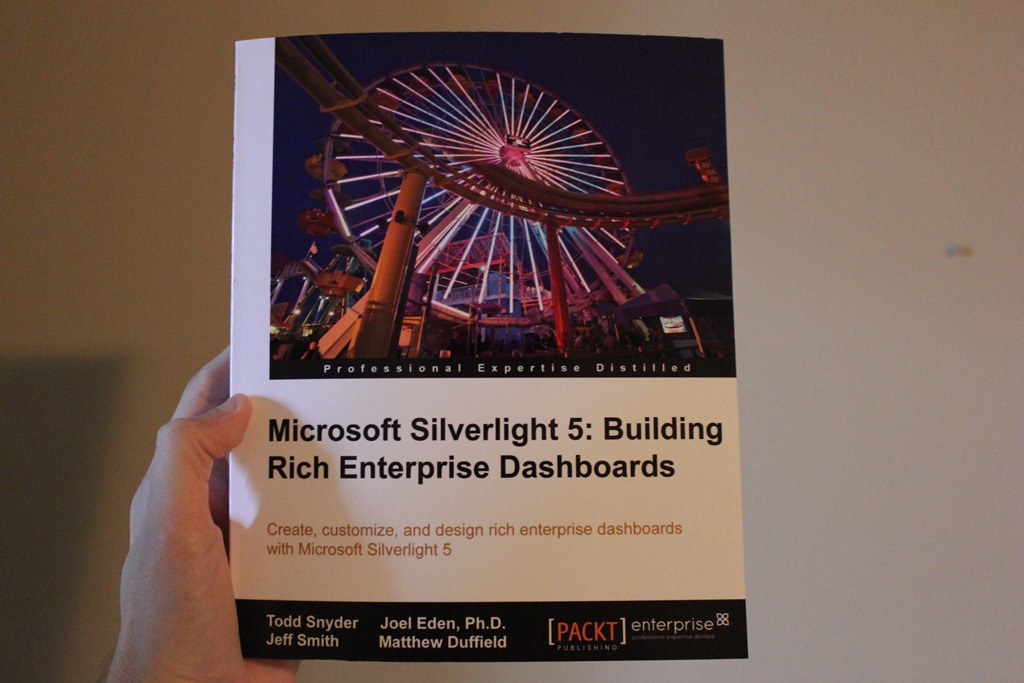 Professional Expertise Distilled
Microsoft Silverlight 5: Building
Rich Enterprise Dashboards
Create, customize, and design rich enterprise dashboards
with Microsoft Silverlight 5
Todd Snyder
Jeff Smith
Joel Eden, Ph.D.
Matthew Duffield
[PACKT]
PUBLISHING
enterprise
professional expertise distilled